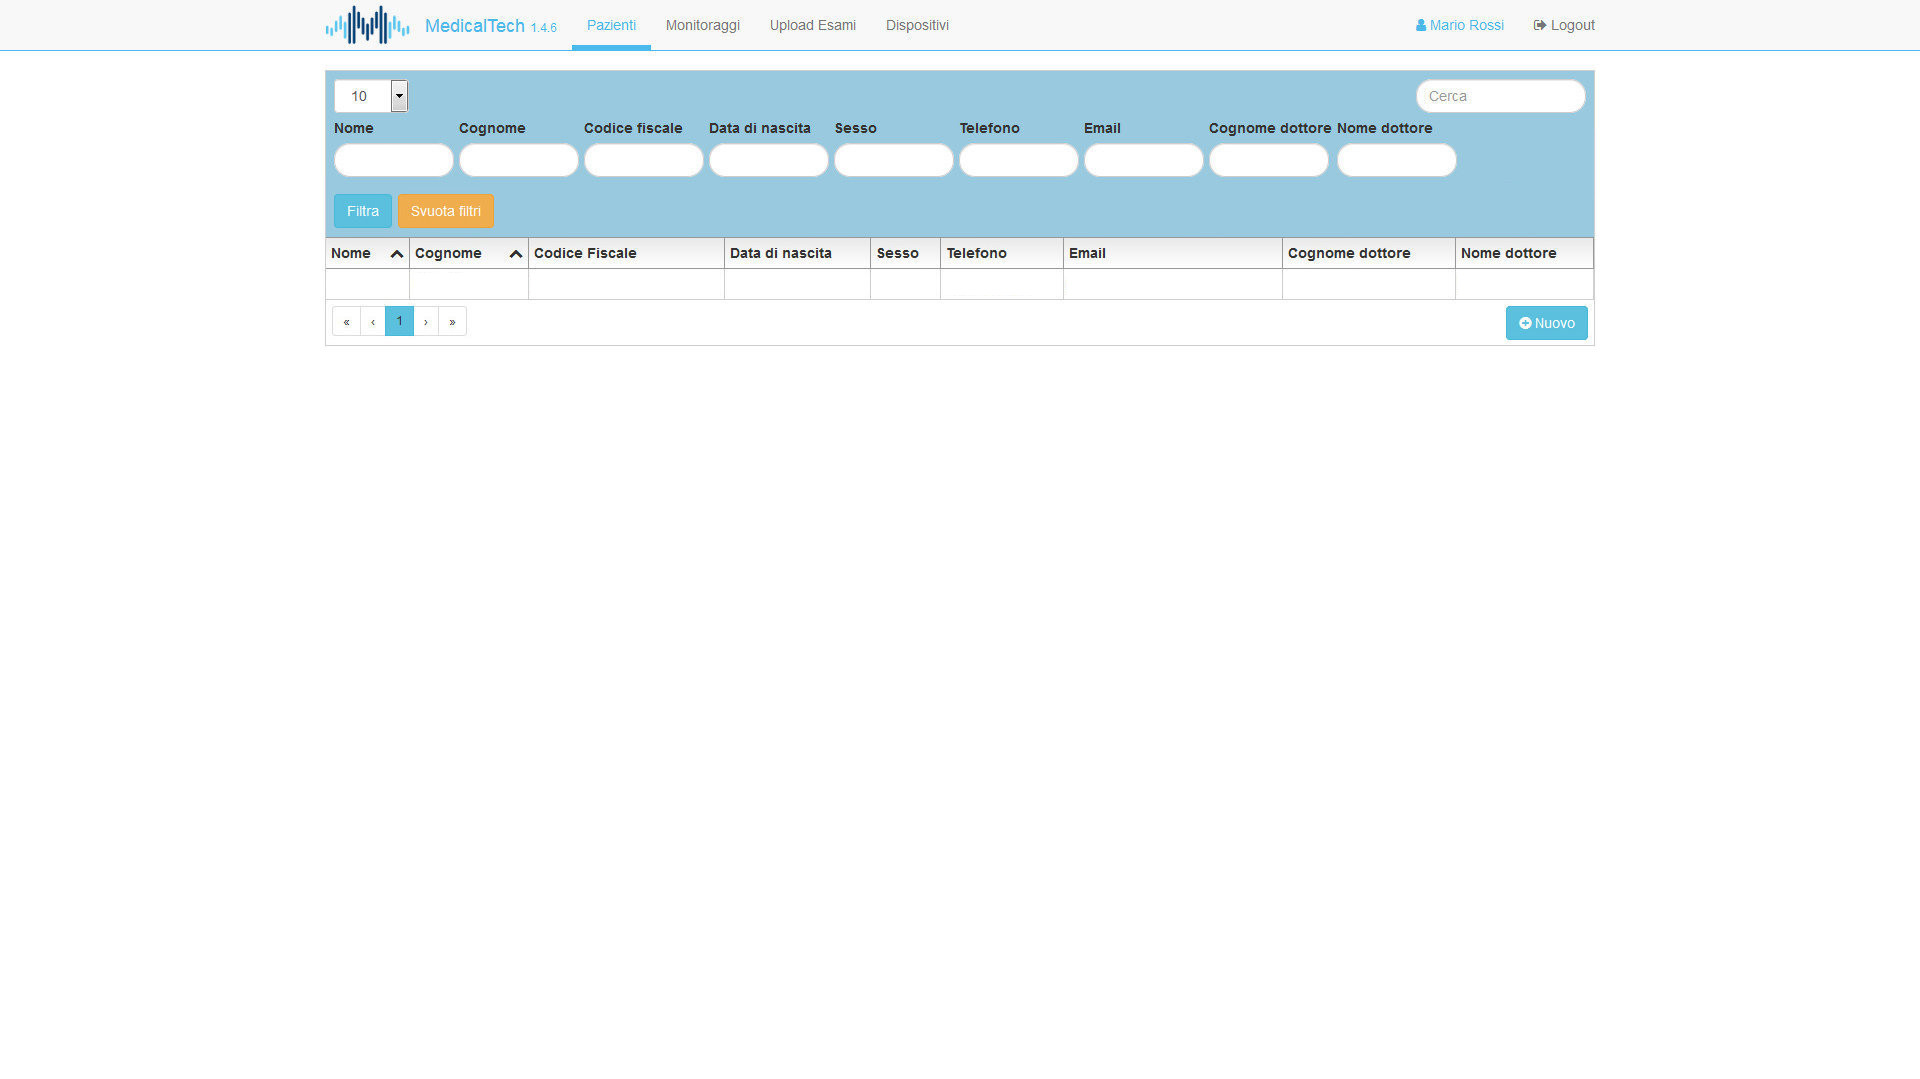 MedicalTech 1.4.6 Pazienti Monitoraggi Upload Esami Dispositivi Mario Rossi Logout
10 Cerca
Nome Cognome Codice fiscale Data di nascita Sesso Telefono Email Cognome dottore Nome dottore
Filtra Svuota filtri
Nome Cognome Codice Fiscale Data di nascita Sesso Telefono Email Cognome dottore Nome dottore
« ‹ 1 › » Nuovo